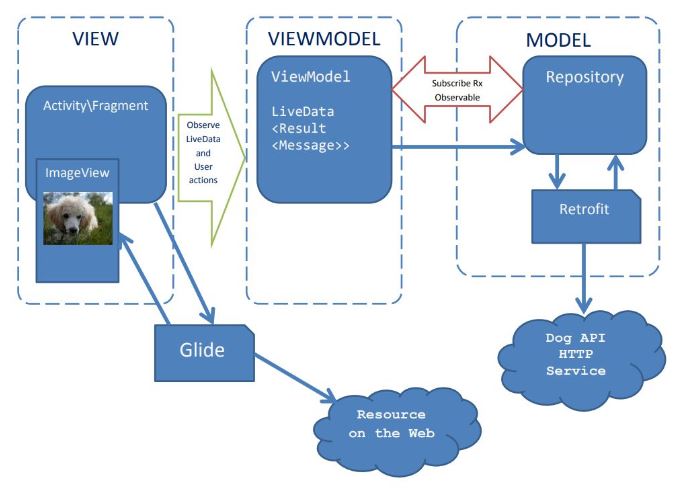 VIEW
VIEWMODEL
MODEL
Activity\Fragment
ImageView
Observe
LiveData
and
User
actions
ViewModel
LiveData
<Result
<Message>>
Subscribe Rx
Observable
Repository
Retrofit
Glide
Dog API
HTTP
Service
Resource
on the Web